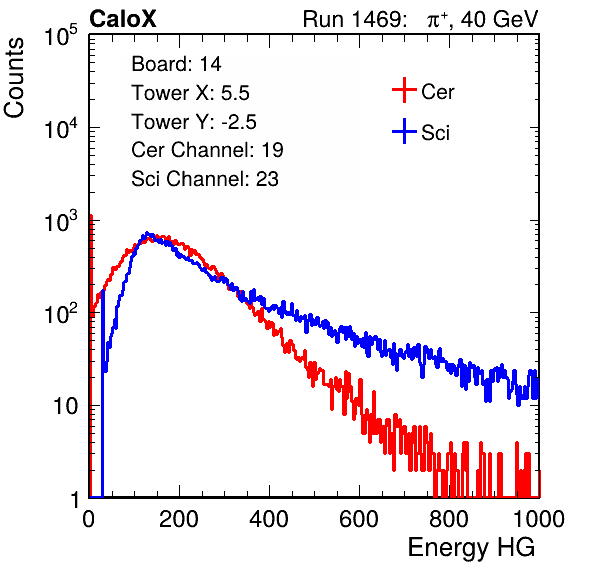 CaloX Run 1469: π⁺, 40 GeV
Counts
Board: 14
Tower X: 5.5
Tower Y: -2.5
Cer Channel: 19
Sci Channel: 23
Cer
Sci
10⁵
10⁴
10³
10²
10
1
0 200 400 600 800 1000
Energy HG